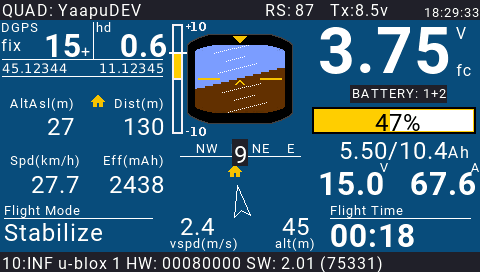 QUAD: YaapuDEV RS: 87 Tx:8.5v 18:29:33
DGPS fix 15+ hd 0.6
45.12344 11.12345
+10
-10
3.75 V fc
BATTERY: 1+2
47%
AltAsl(m) Dist(m)
27 130
NW 9 NE E
5.50/10.4Ah
Spd(km/h) Eff(mAh)
27.7 2438
15.0 V 67.6 A
Flight Mode
Stabilize
2.4 45
vspd(m/s) alt(m)
Flight Time
00:18
10:INF u-blox 1 HW: 00080000 SW: 2.01 (75331)